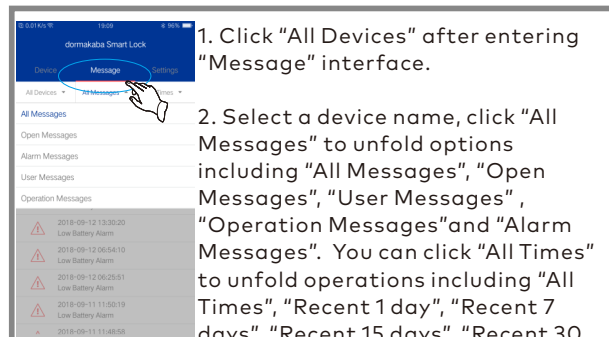 0.01K/s 19:09 96%
dormakaba Smart Lock
Device Message Settings
All Devices All Messages Times
All Messages
Open Messages
Alarm Messages
User Messages
Operation Messages
2018-09-12 13:30:20
Low Battery Alarm
2018-09-12 06:54:10
Low Battery Alarm
2018-09-12 06:25:51
Low Battery Alarm
2018-09-11 11:50:19
Low Battery Alarm
2018-09-11 11:48:58
1. Click “All Devices” after entering
“Message” interface.
2. Select a device name, click “All
Messages” to unfold options
including “All Messages”, “Open
Messages”, “User Messages” ,
“Operation Messages”and “Alarm
Messages”. You can click “All Times”
to unfold operations including “All
Times”, “Recent 1 day”, “Recent 7
days”, “Recent 15 days”, “Recent 30